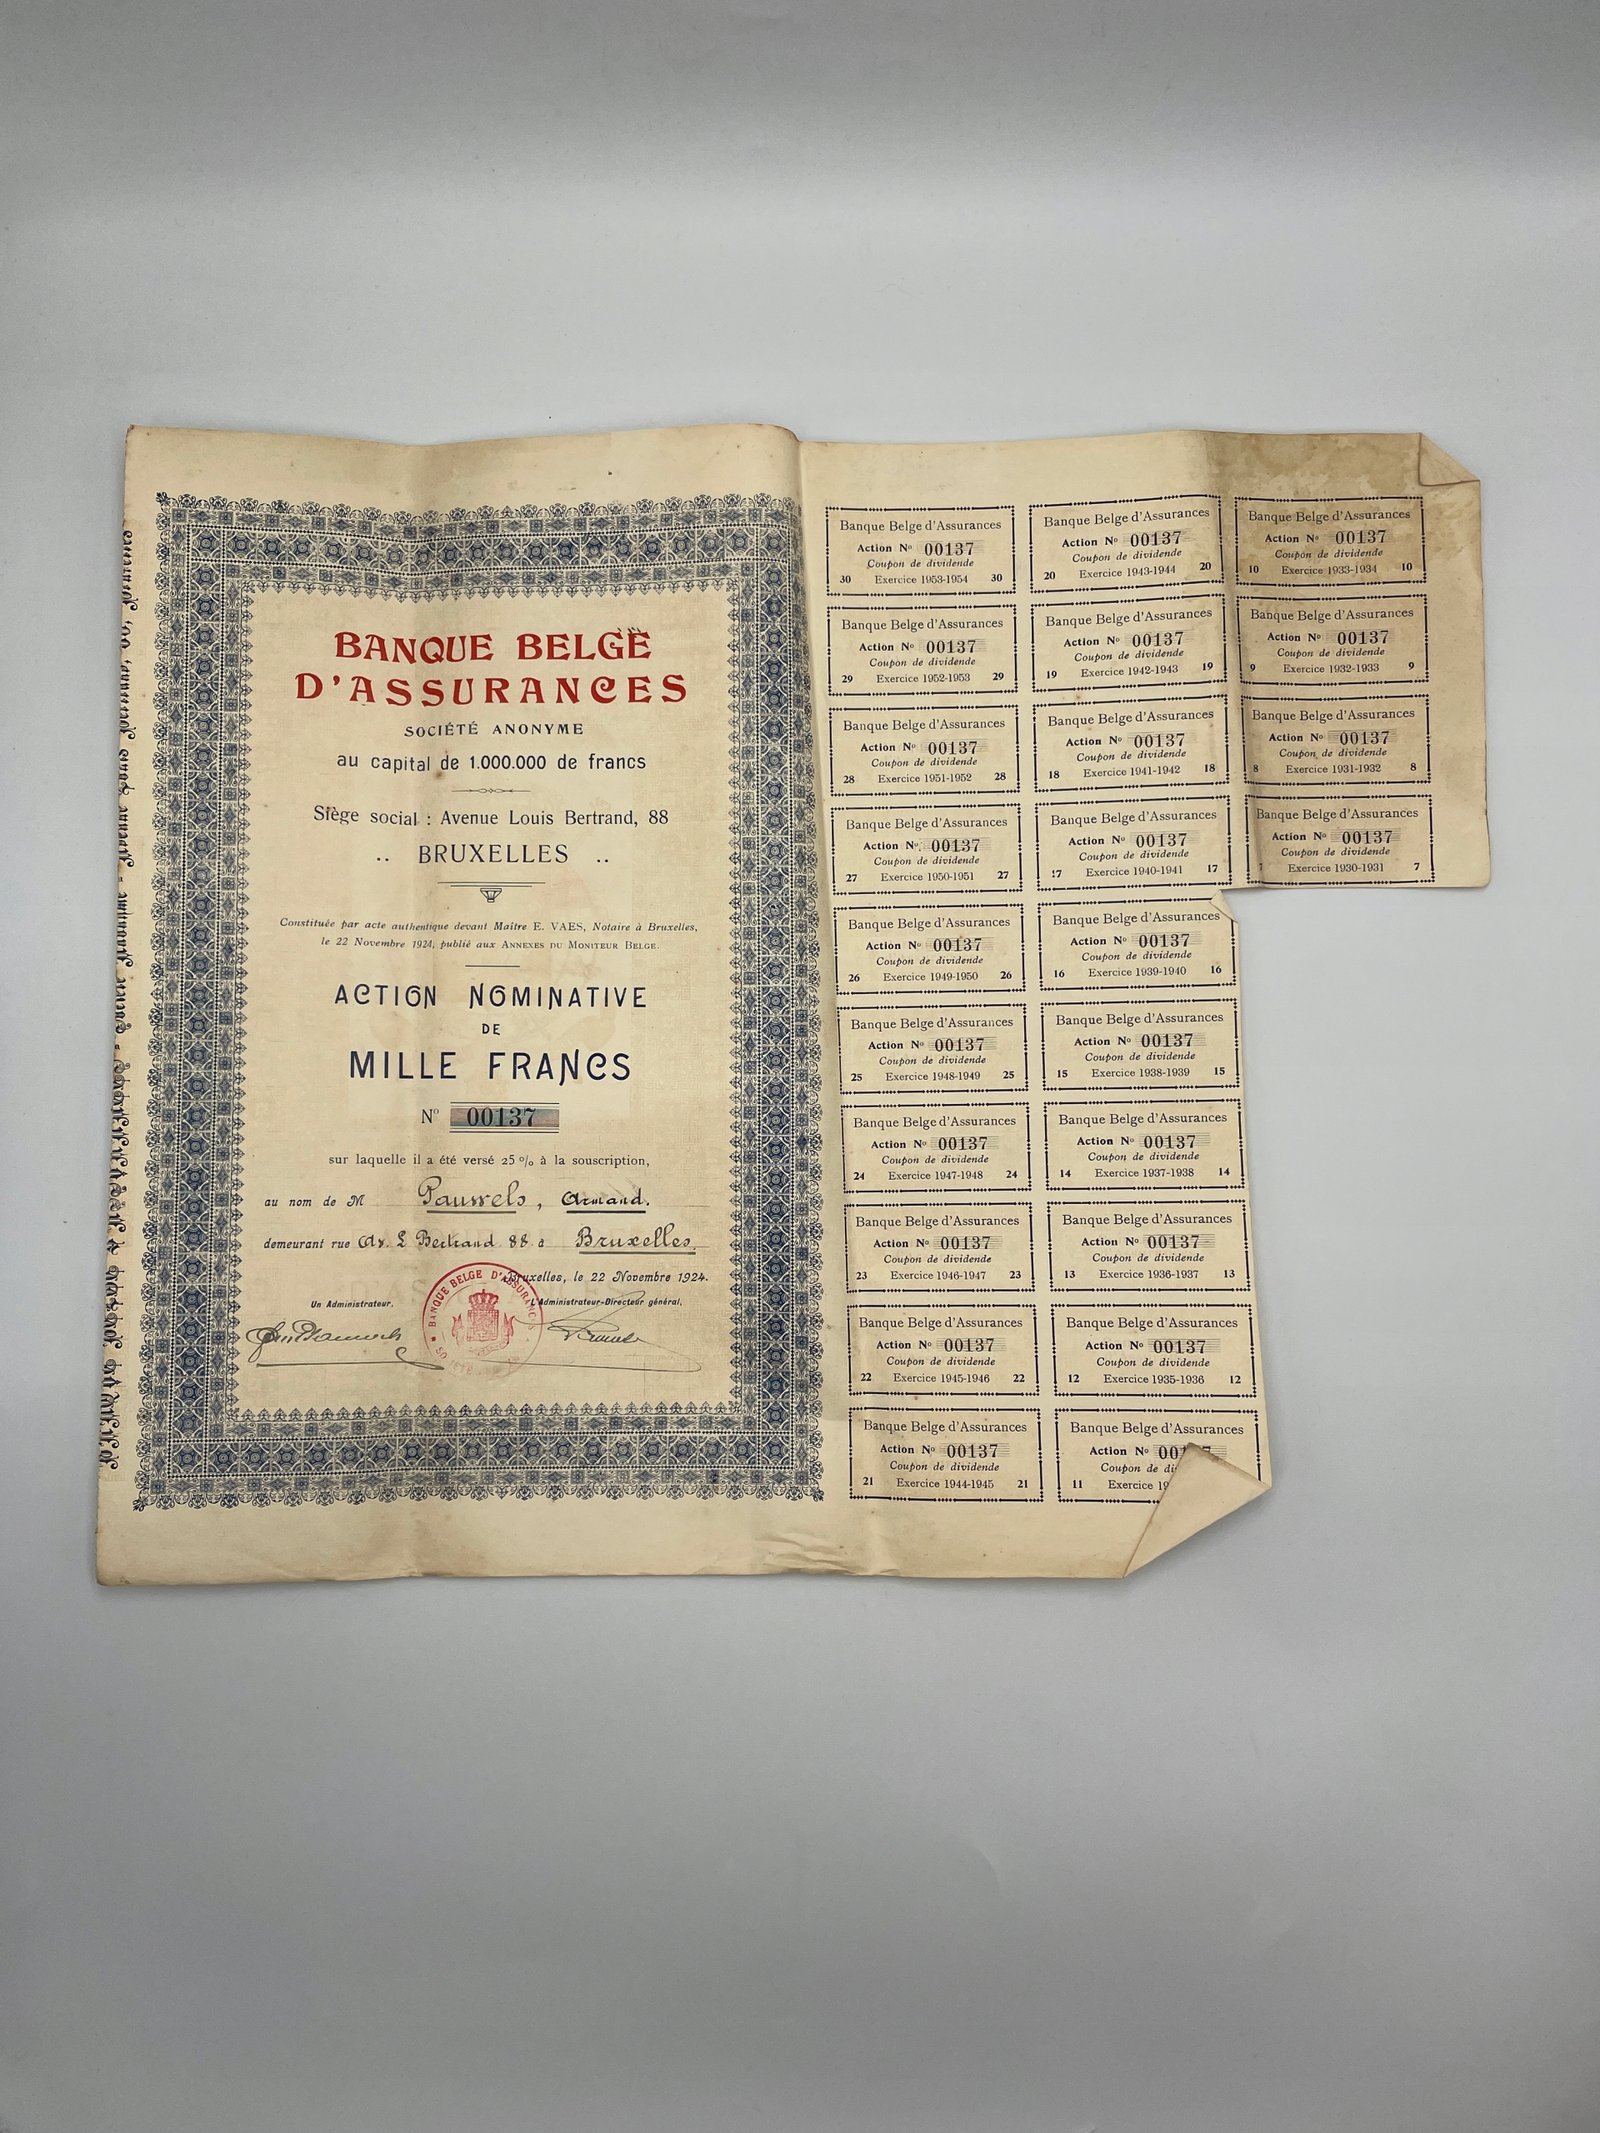 BANQUE BELGE
D'ASSURANCES
SOCIÉTÉ ANONYME
au capital de 1.000.000 de francs
Siège social : Avenue Louis Bertrand, 88
.. BRUXELLES ..
Constituée par acte authentique devant Maître E. VAES, Notaire à Bruxelles,
le 22 Novembre 1924, publié aux ANNEXES DU MONITEUR BELGE.
ACTION NOMINATIVE
DE
MILLE FRANCS
No 00137
sur laquelle il a été versé 25 % à la souscription,
au nom de M Pauwels, Armand.
demeurant rue Av. L Bertrand 88 à Bruxelles.
Bruxelles, le 22 Novembre 1924.
Un Administrateur, L'Administrateur-Directeur général,
BANQUE BELGE D'ASSURANCES
Banque Belge d'Assurances
Action No 00137
Coupon de dividende
30 Exercice 1953-1954 30
Banque Belge d'Assurances
Action No 00137
Coupon de dividende
29 Exercice 1952-1953 29
Banque Belge d'Assurances
Action No 00137
Coupon de dividende
28 Exercice 1951-1952 28
Banque Belge d'Assurances
Action No 00137
Coupon de dividende
27 Exercice 1950-1951 27
Banque Belge d'Assurances
Action No 00137
Coupon de dividende
26 Exercice 1949-1950 26
Banque Belge d'Assurances
Action No 00137
Coupon de dividende
25 Exercice 1948-1949 25
Banque Belge d'Assurances
Action No 00137
Coupon de dividende
24 Exercice 1947-1948 24
Banque Belge d'Assurances
Action No 00137
Coupon de dividende
23 Exercice 1946-1947 23
Banque Belge d'Assurances
Action No 00137
Coupon de dividende
22 Exercice 1945-1946 22
Banque Belge d'Assurances
Action No 00137
Coupon de dividende
21 Exercice 1944-1945 21
Banque Belge d'Assurances
Action No 00137
Coupon de dividende
20 Exercice 1943-1944 20
Banque Belge d'Assurances
Action No 00137
Coupon de dividende
19 Exercice 1942-1943 19
Banque Belge d'Assurances
Action No 00137
Coupon de dividende
18 Exercice 1941-1942 18
Banque Belge d'Assurances
Action No 00137
Coupon de dividende
17 Exercice 1940-1941 17
Banque Belge d'Assurances
Action No 00137
Coupon de dividende
16 Exercice 1939-1940 16
Banque Belge d'Assurances
Action No 00137
Coupon de dividende
15 Exercice 1938-1939 15
Banque Belge d'Assurances
Action No 00137
Coupon de dividende
14 Exercice 1937-1938 14
Banque Belge d'Assurances
Action No 00137
Coupon de dividende
13 Exercice 1936-1937 13
Banque Belge d'Assurances
Action No 00137
Coupon de dividende
12 Exercice 1935-1936 12
Banque Belge d'Assurances
Action No 00
Coupon de
11 Exercice 19
Banque Belge d'Assurances
Action No 00137
Coupon de dividende
10 Exercice 1933-1934 10
Banque Belge d'Assurances
Action No 00137
Coupon de dividende
9 Exercice 1932-1933 9
Banque Belge d'Assurances
Action No 00137
Coupon de dividende
8 Exercice 1931-1932 8
Banque Belge d'Assurances
Action No 00137
Coupon de dividende
7 Exercice 1930-1931 7